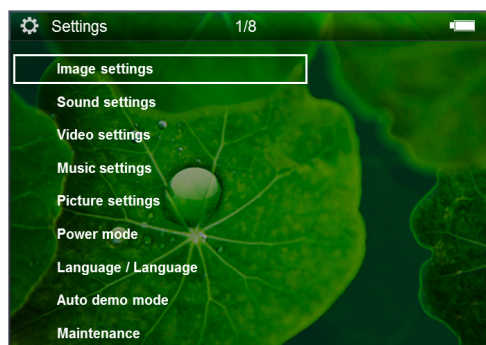 Settings 1/8
Image settings
Sound settings
Video settings
Music settings
Picture settings
Power mode
Language / Language
Auto demo mode
Maintenance